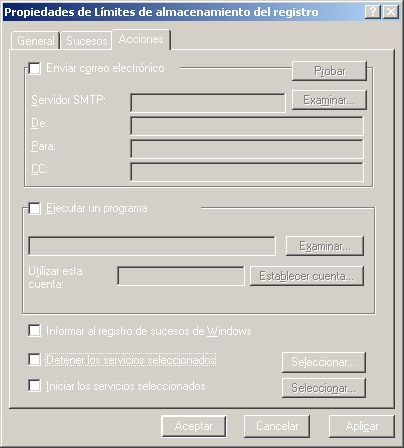 Propiedades de Límites de almacenamiento del registro
General Sucesos Acciones
Enviar correo electrónico Probar
Servidor SMTP: Examinar...
De:
Para:
CC:
Ejecutar un programa
Examinar...
Utilizar esta
cuenta: Establecer cuenta...
Informar al registro de sucesos de Windows
Detener los servicios seleccionados Seleccionar...
Iniciar los servicios seleccionados Seleccionar...
Aceptar Cancelar Aplicar